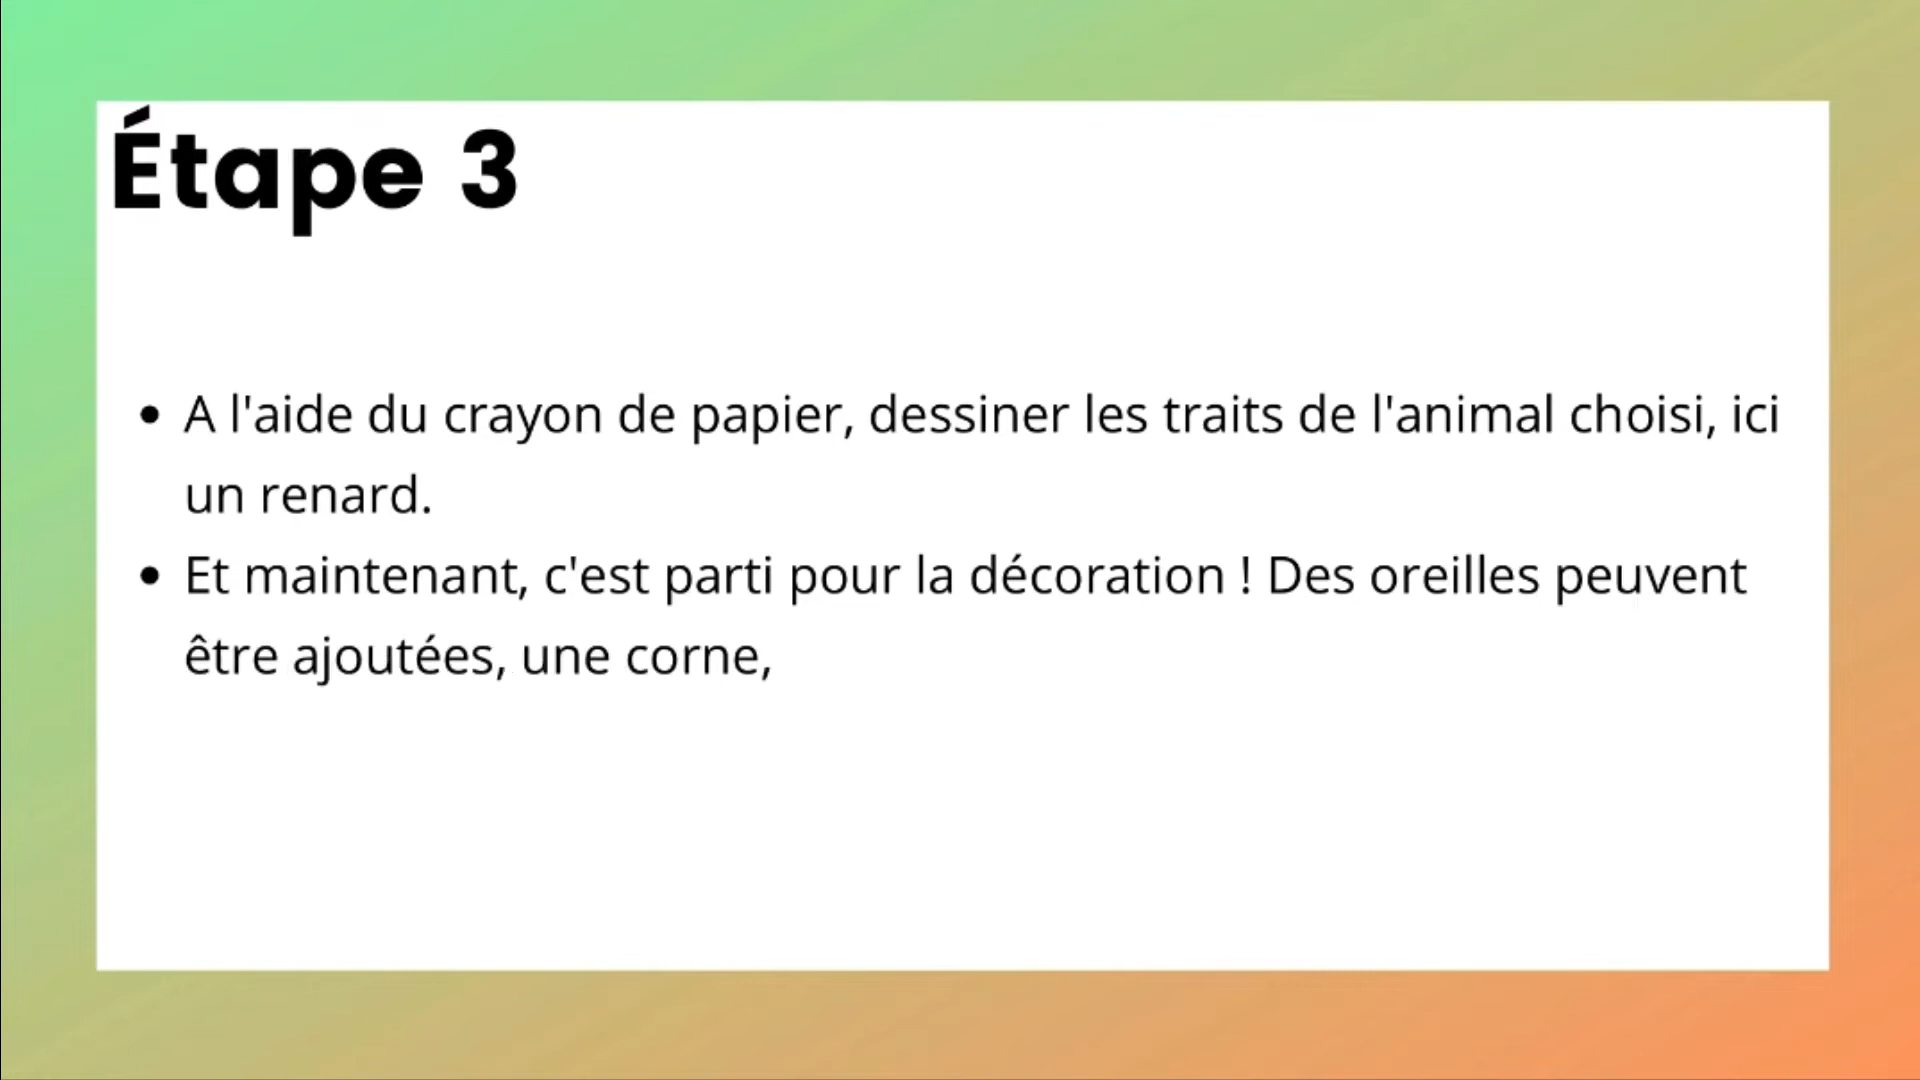 Étape 3
• A l'aide du crayon de papier, dessiner les traits de l'animal choisi, ici
un renard.
• Et maintenant, c'est parti pour la décoration ! Des oreilles peuvent
être ajoutées, une corne,